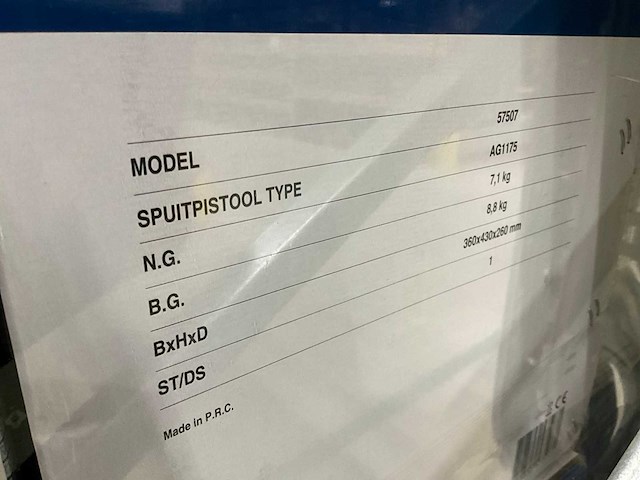 MODEL 57507
SPUITPISTOOL TYPE AG1175
N.G. 7,1 kg
B.G. 8,8 kg
BxHxD 360x430x260 mm
ST/DS 1
Made in P.R.C.
CE